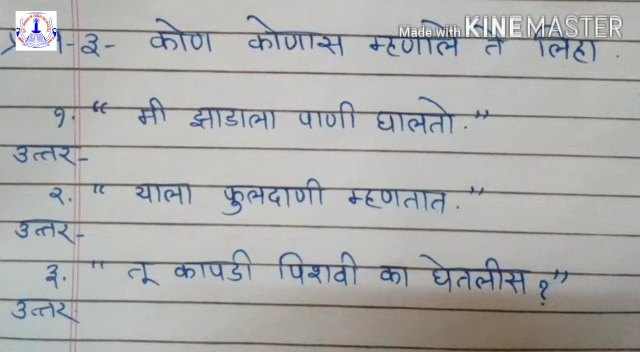 Made with KINEMASTER
प्र १-३- कोण कोणास म्हणाले ते लिहा.
१. “ मी झाडाला पाणी घालतो.”
उत्तर-
२. “ याला फुलदाणी म्हणतात.”
उत्तर-
३. “ तू कापडी पिशवी का घेतलीस ?”
उत्तर